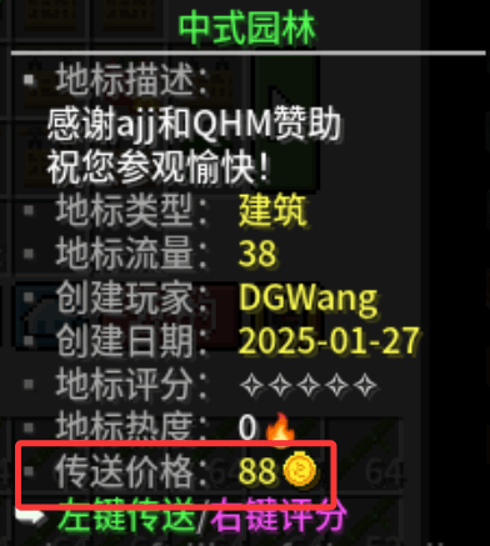 中式园林
▪ 地标描述：
感谢ajj和QHM赞助
祝您参观愉快！
▪ 地标类型： 建筑
▪ 地标流量： 38
▪ 创建玩家： DGWang
▪ 创建日期： 2025-01-27
▪ 地标评分： ✧✧✧✧✧
▪ 地标热度： 0🔥
▪ 传送价格： 88
➡ 左键传送/右键评分